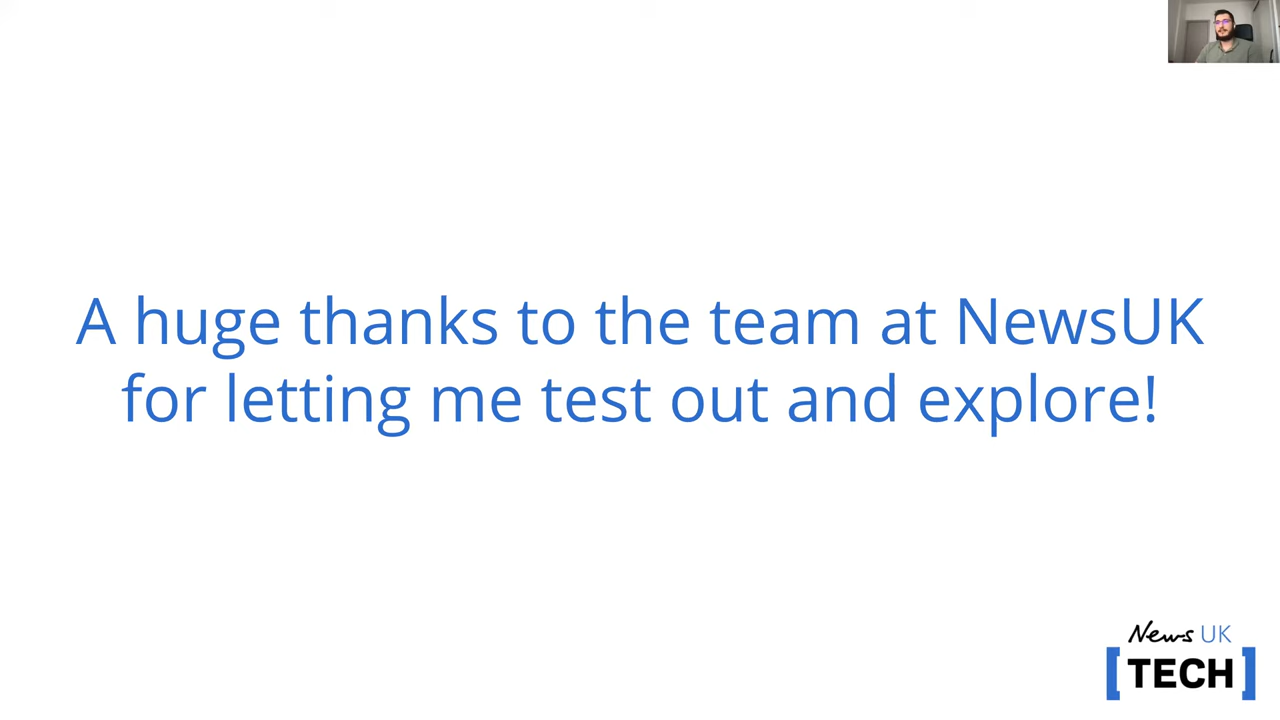 A huge thanks to the team at NewsUK
for letting me test out and explore!
News UK
[TECH]